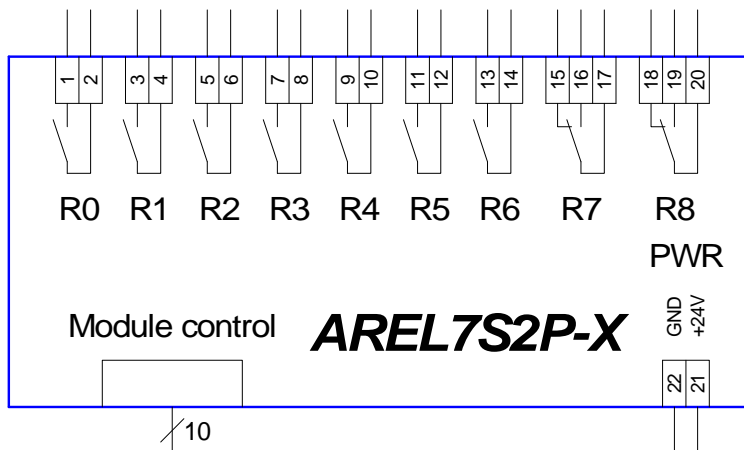 1 2 3 4 5 6 7 8 9 10 11 12 13 14 15 16 17 18 19 20
R0 R1 R2 R3 R4 R5 R6 R7 R8
PWR
GND
+24V
Module control
AREL7S2P-X
22 21
10